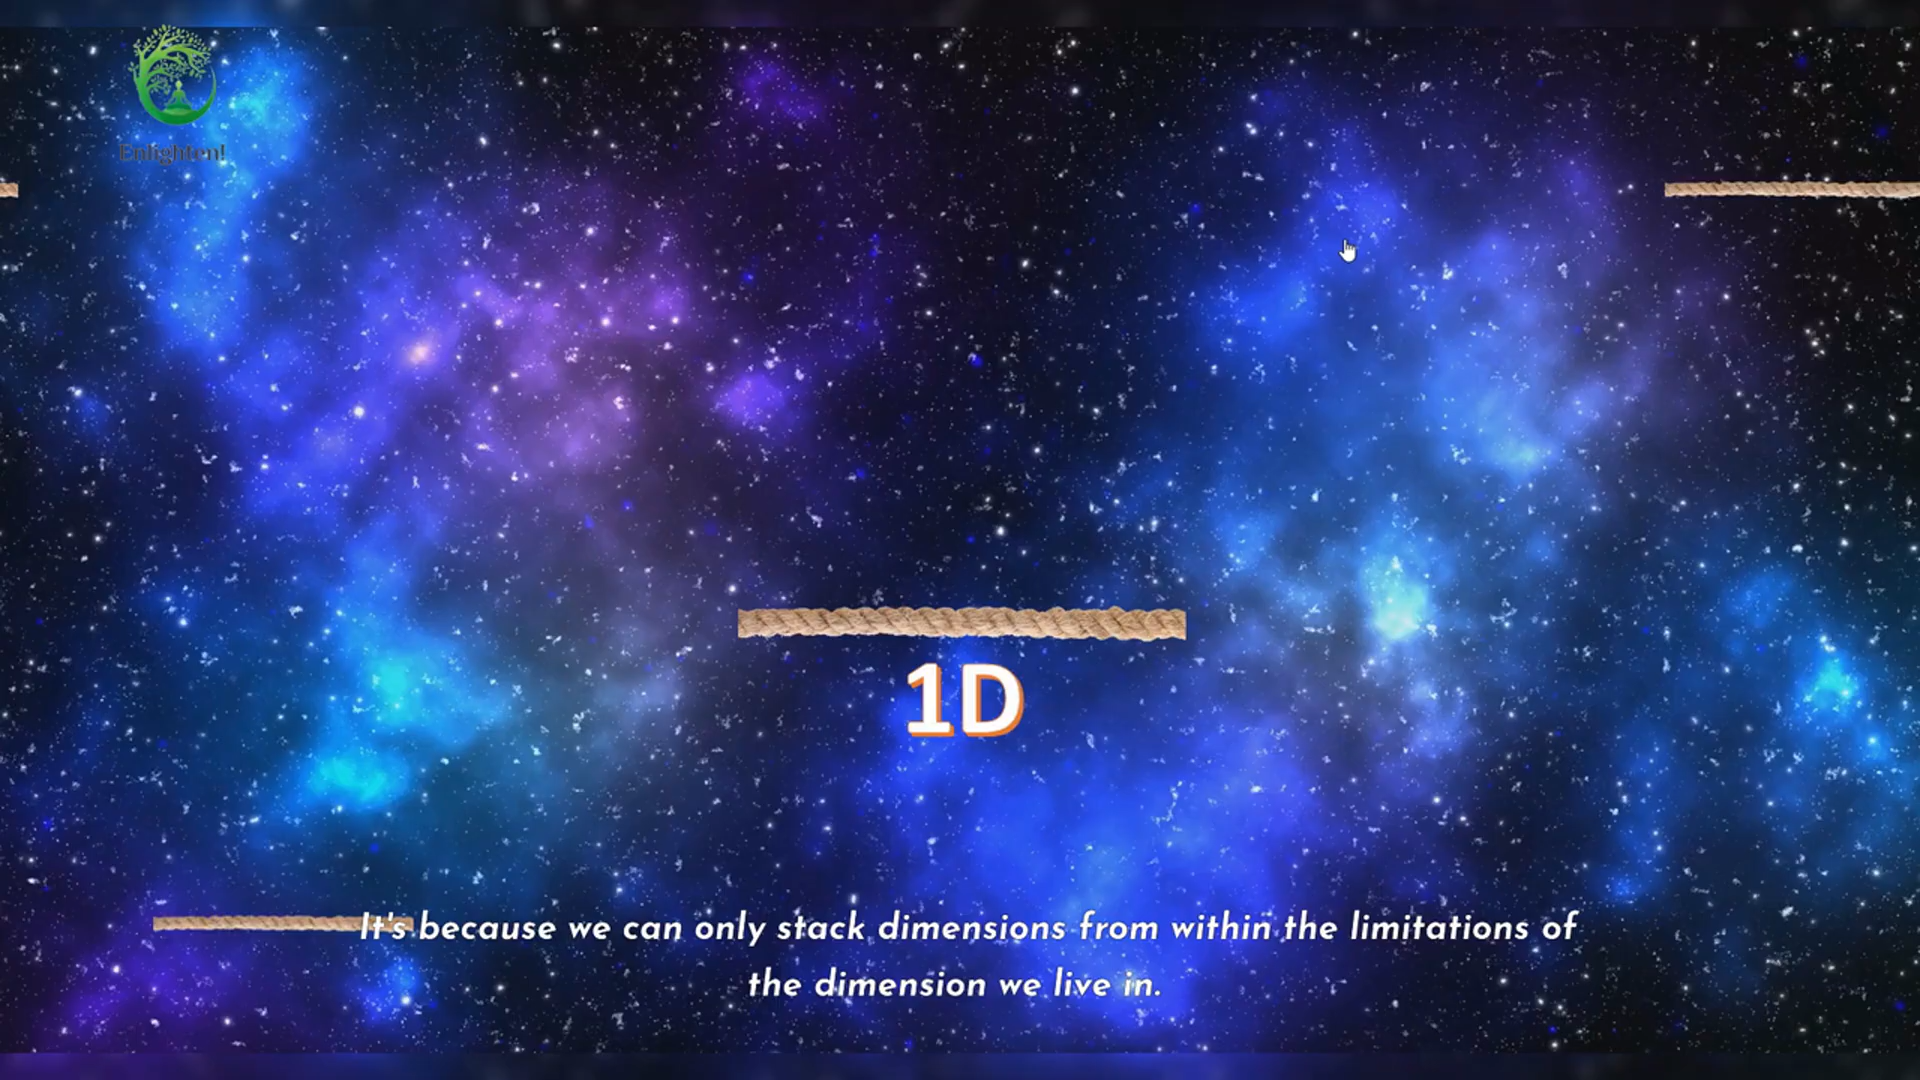 Enlighten!
1D
It's because we can only stack dimensions from within the limitations of
the dimension we live in.